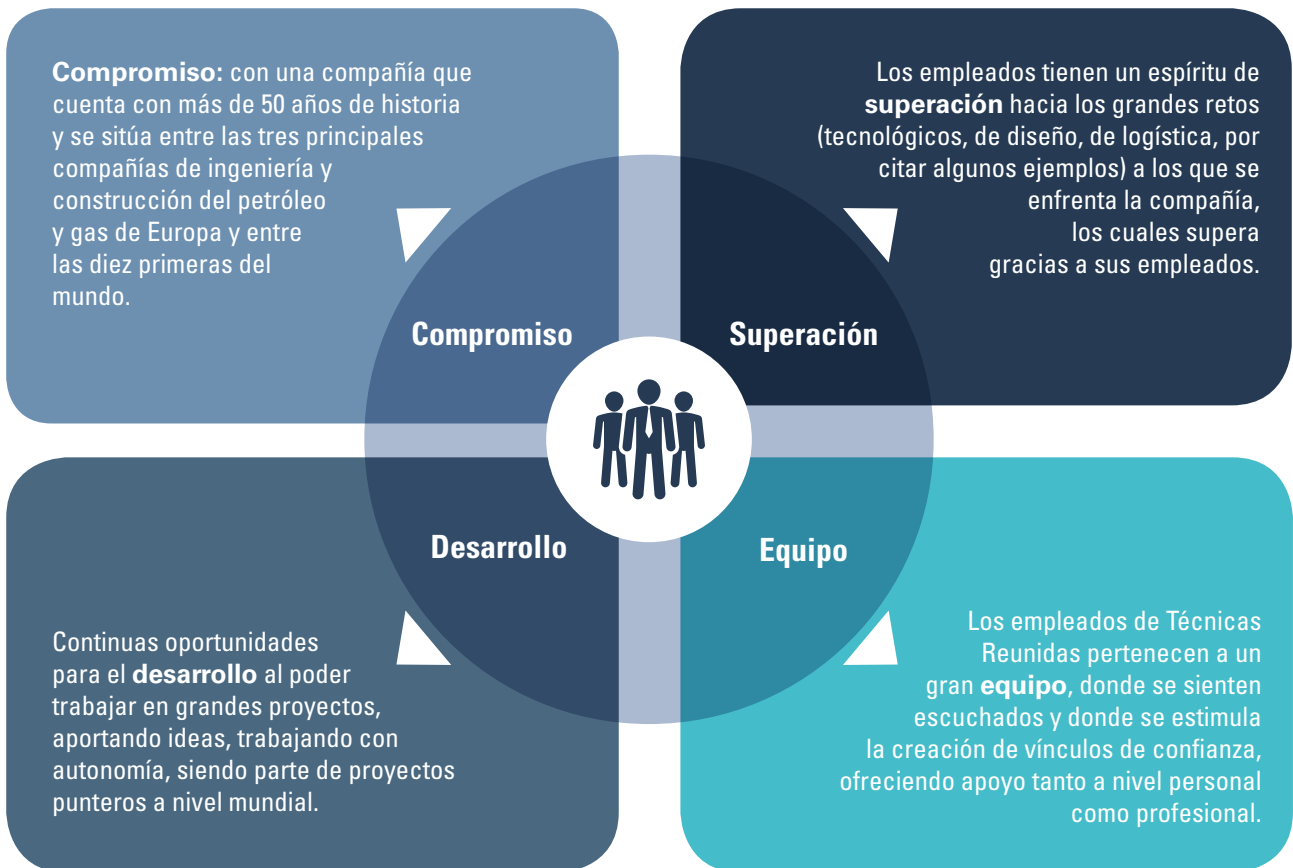 Compromiso: con una compañía que
cuenta con más de 50 años de historia
y se sitúa entre las tres principales
compañías de ingeniería y
construcción del petróleo
y gas de Europa y entre
las diez primeras del
mundo.
Los empleados tienen un espíritu de
superación hacia los grandes retos
(tecnológicos, de diseño, de logística, por
citar algunos ejemplos) a los que se
enfrenta la compañía,
los cuales supera
gracias a sus empleados.
Compromiso
Superación
Desarrollo
Equipo
Continuas oportunidades
para el desarrollo al poder
trabajar en grandes proyectos,
aportando ideas, trabajando con
autonomía, siendo parte de proyectos
punteros a nivel mundial.
Los empleados de Técnicas
Reunidas pertenecen a un
gran equipo, donde se sienten
escuchados y donde se estimula
la creación de vínculos de confianza,
ofreciendo apoyo tanto a nivel personal
como profesional.